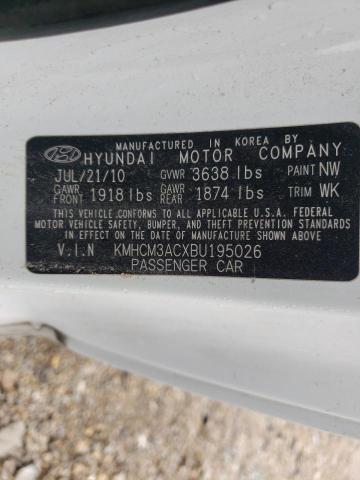 MANUFACTURED IN KOREA BY
HYUNDAI MOTOR COMPANY
JUL/21/10 GVWR 3638 lbs PAINT NW
GAWR FRONT 1918 lbs GAWR REAR 1874 lbs TRIM WK
THIS VEHICLE CONFORMS TO ALL APPLICABLE U.S.A. FEDERAL
MOTOR VEHICLE SAFETY, BUMPER, AND THEFT PREVENTION
STANDARDS IN EFFECT ON THE DATE OF MANUFACTURE SHOWN ABOVE.
V.I.N KMHCM3ACXBU195026
PASSENGER CAR